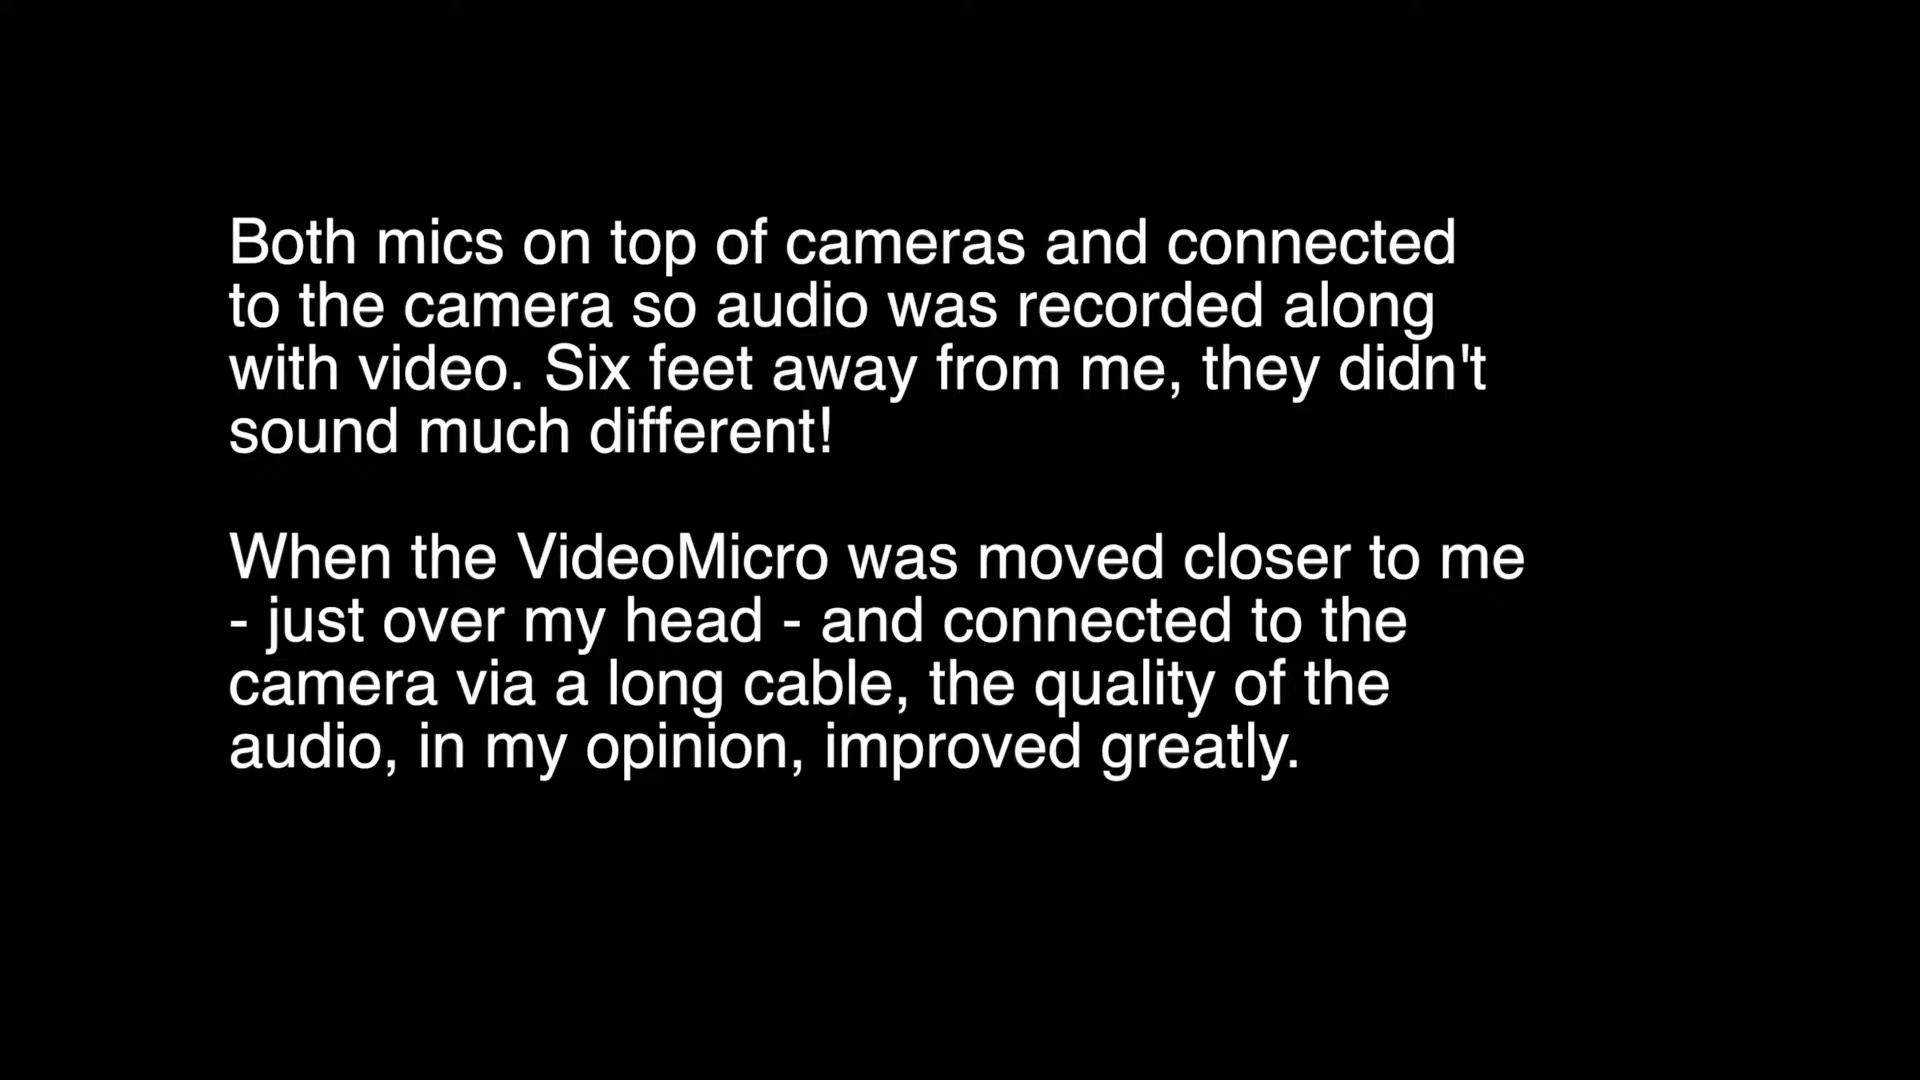 Both mics on top of cameras and connected
to the camera so audio was recorded along
with video. Six feet away from me, they didn't
sound much different!
When the VideoMicro was moved closer to me
- just over my head - and connected to the
camera via a long cable, the quality of the
audio, in my opinion, improved greatly.